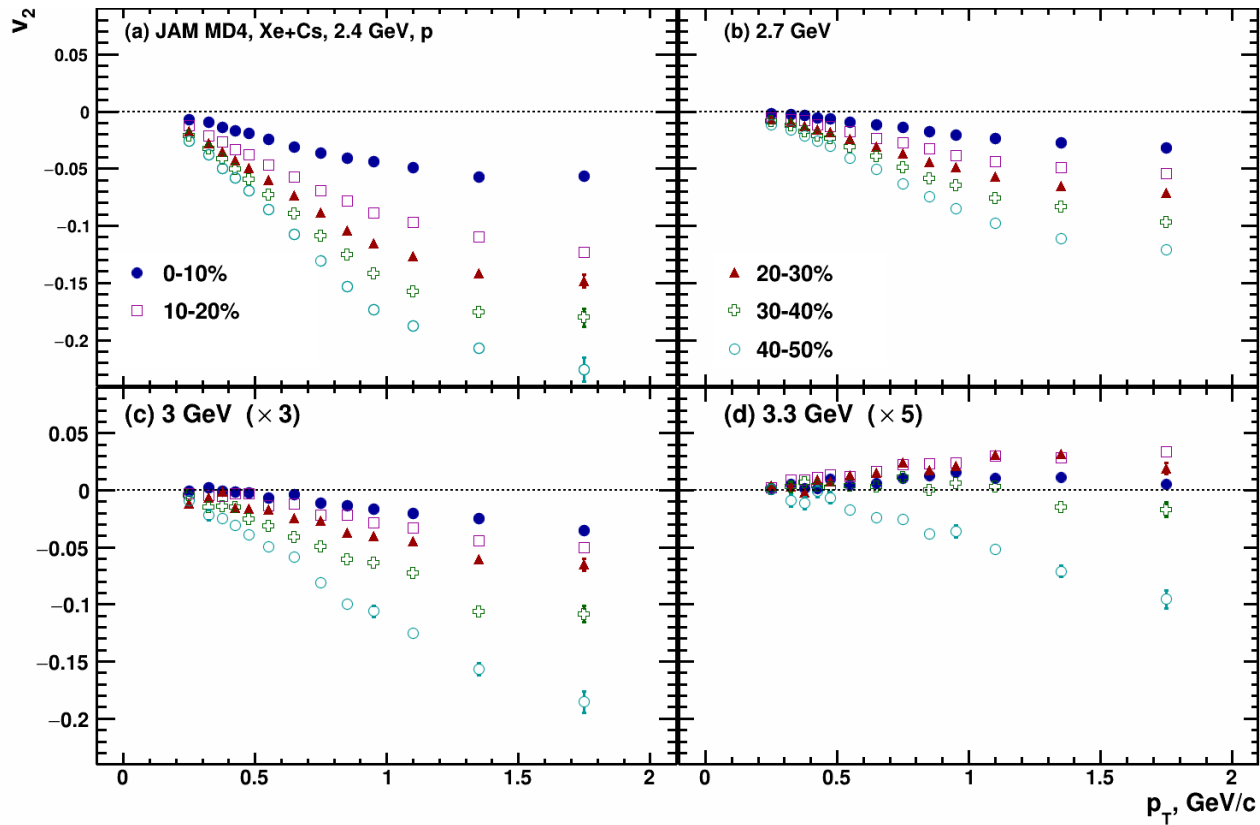 v₂
(a) JAM MD4, Xe+Cs, 2.4 GeV, p
(b) 2.7 GeV
0.05
0
−0.05
−0.1
−0.15
−0.2
0-10%
10-20%
20-30%
30-40%
40-50%
(c) 3 GeV (× 3)
(d) 3.3 GeV (× 5)
0.05
0
−0.05
−0.1
−0.15
−0.2
0 0.5 1 1.5 2
0 0.5 1 1.5 2
p_T, GeV/c